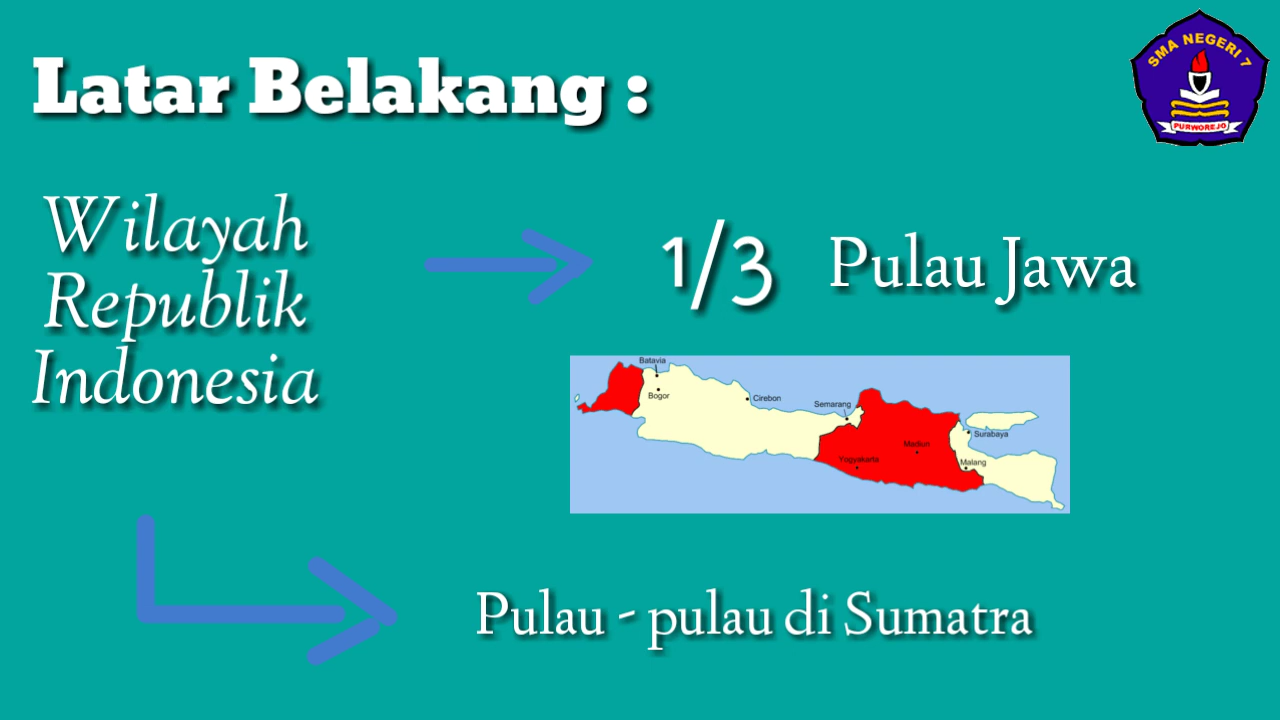 Latar Belakang :
SMA NEGERI 7
PURWOREJO
Wilayah
Republik
Indonesia
1/3 Pulau Jawa
Batavia
Bogor
Cirebon
Semarang
Surabaya
Madiun
Yogyakarta
Malang
Pulau - pulau di Sumatra